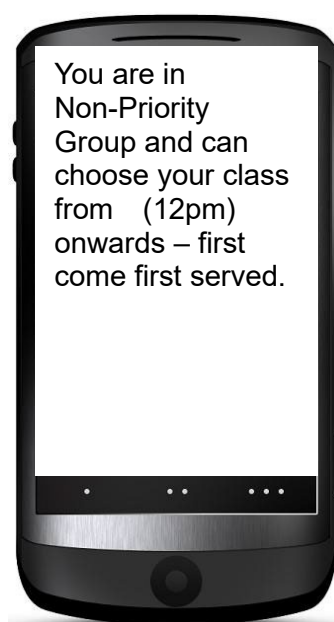 You are in
Non-Priority
Group and can
choose your class
from (12pm)
onwards – first
come first served.